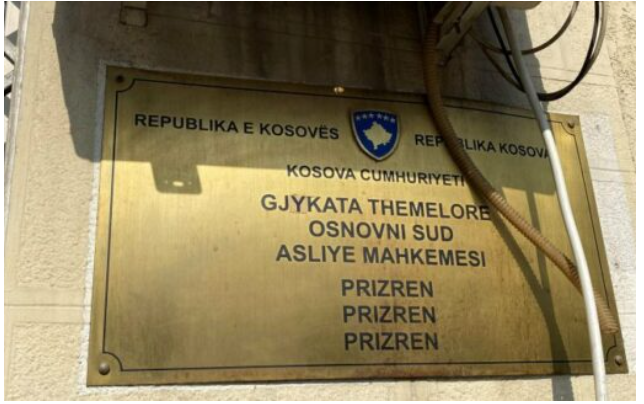 REPUBLIKA E KOSOVËS REPUBLIKA KOSOVA
KOSOVA CUMHURIYETI
GJYKATA THEMELORE
OSNOVNI SUD
ASLIYE MAHKEMESI
PRIZREN
PRIZREN
PRIZREN